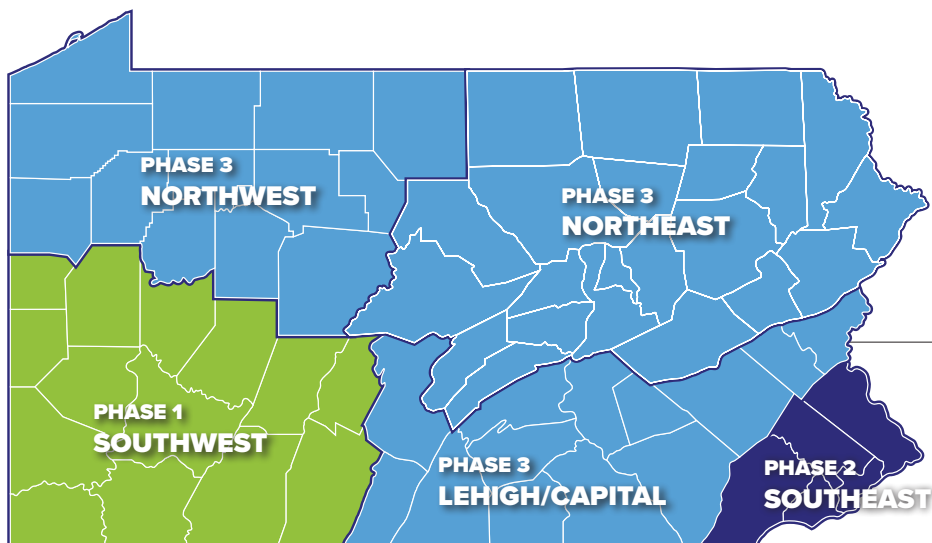 PHASE 3
NORTHWEST
PHASE 3
NORTHEAST
PHASE 1
SOUTHWEST
PHASE 3
LEHIGH/CAPITAL
PHASE 2
SOUTHEAST